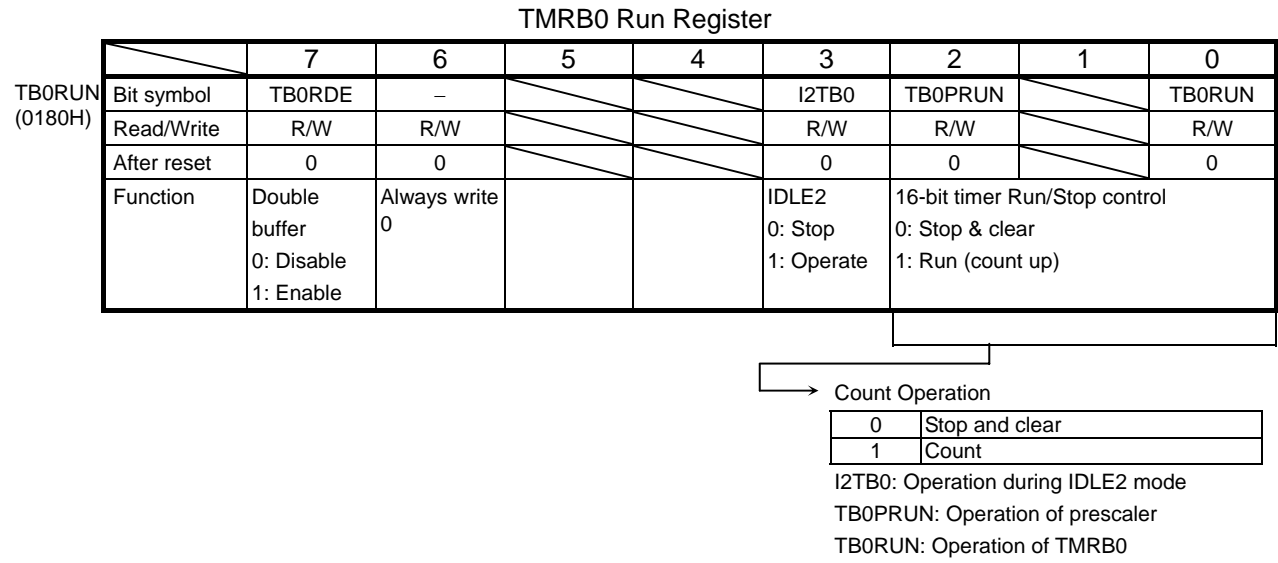 TMRB0 Run Register
7 6 5 4 3 2 1 0
TB0RUN (0180H)
Bit symbol TB0RDE − I2TB0 TB0PRUN TB0RUN
Read/Write R/W R/W R/W R/W R/W
After reset 0 0 0 0 0
Function
Double
buffer
0: Disable
1: Enable
Always write
0
IDLE2
0: Stop
1: Operate
16-bit timer Run/Stop control
0: Stop & clear
1: Run (count up)
Count Operation
0 Stop and clear
1 Count
I2TB0: Operation during IDLE2 mode
TB0PRUN: Operation of prescaler
TB0RUN: Operation of TMRB0